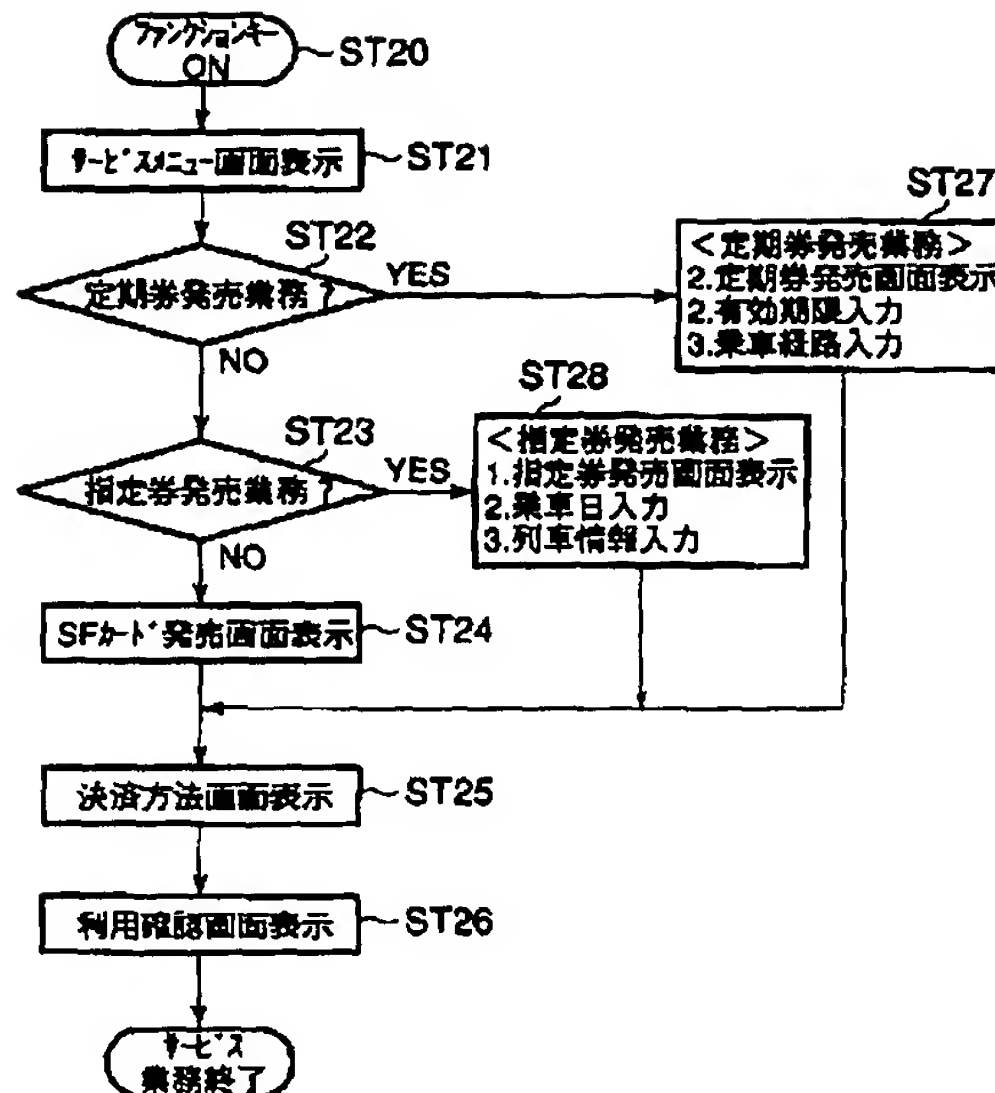 ファンクションキー
ON
ST20
サービスメニュー画面表示
ST21
ST22
定期券発売業務?
YES
NO
ST27
<定期券発売業務>
2.定期券発売画面表示
2.有効期限入力
3.乗車経路入力
ST23
指定券発売業務?
YES
NO
ST28
<指定券発売業務>
1.指定券発売画面表示
2.乗車日入力
3.列車情報入力
SFカード発売画面表示
ST24
決済方法画面表示
ST25
利用確認画面表示
ST26
サービス
業務終了